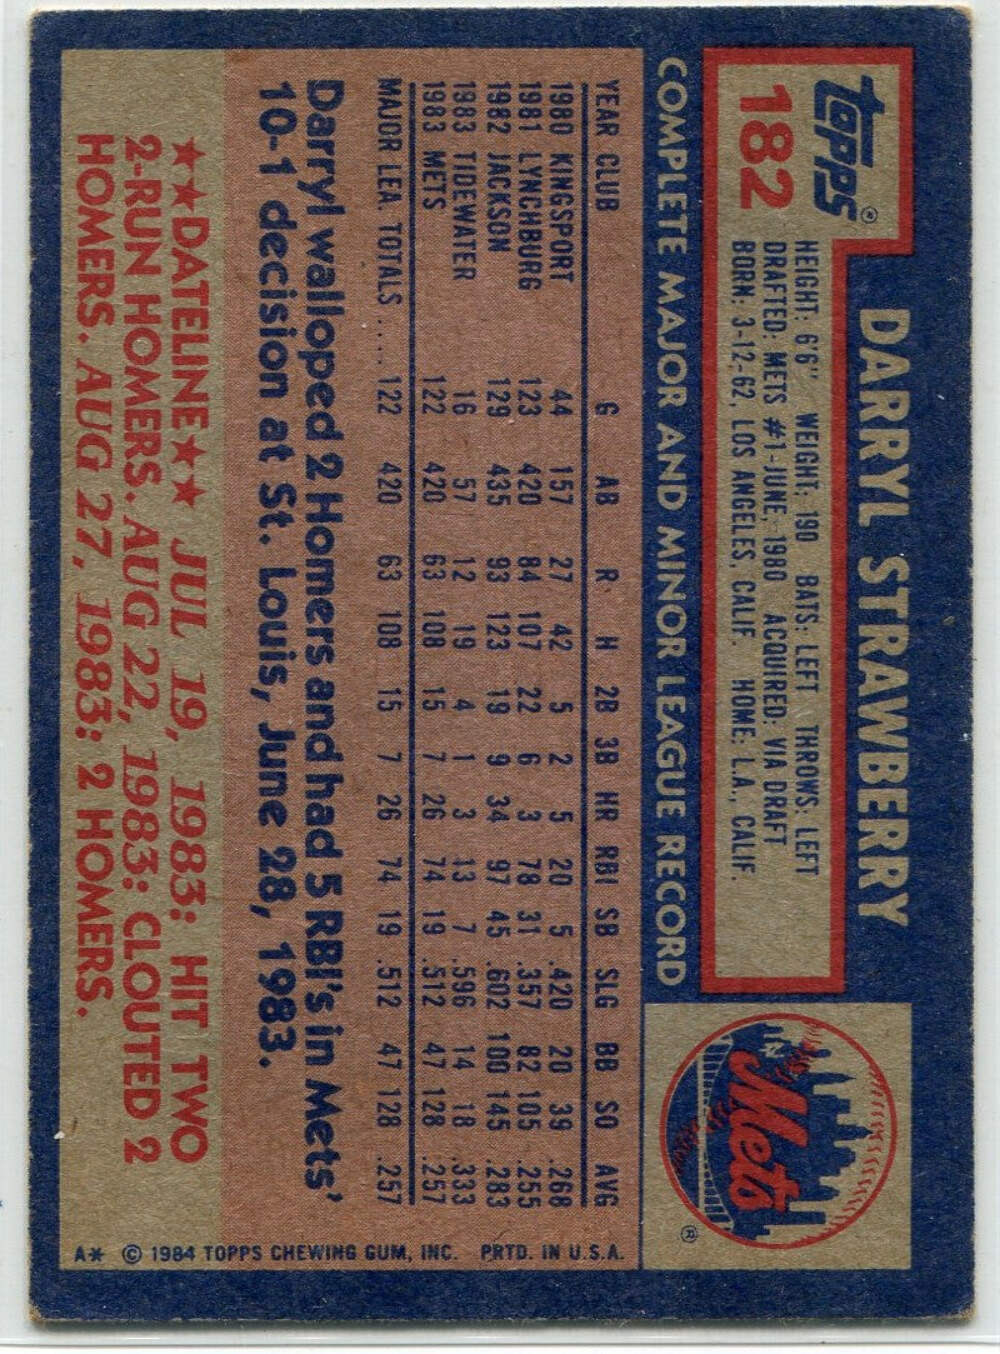 topps®
182
DARRYL STRAWBERRY
HEIGHT: 6'6" WEIGHT: 190 BATS: LEFT THROWS: LEFT
DRAFTED: METS #1-JUNE, 1980 ACQUIRED: VIA DRAFT
BORN: 3-12-62, LOS ANGELES, CALIF. HOME: L.A., CALIF.
Mets
NY
®
COMPLETE MAJOR AND MINOR LEAGUE RECORD
YEAR CLUB G AB R H 2B 3B HR RBI SB SLG BB SO AVG
1980 KINGSPORT 44 157 27 42 5 2 5 20 5 .420 20 39 .268
1981 LYNCHBURG 123 420 84 107 22 6 3 78 31 .357 82 105 .255
1982 JACKSON 129 435 93 123 19 9 34 97 45 .602 100 145 .283
1983 TIDEWATER 16 57 12 19 4 1 3 13 7 .596 14 18 .333
1983 METS 122 420 63 108 15 7 26 74 19 .512 47 128 .257
MAJOR LEA. TOTALS ..... 122 420 63 108 15 7 26 74 19 .512 47 128 .257
Darryl walloped 2 Homers and had 5 RBI's in Mets'
10-1 decision at St. Louis, June 28, 1983.
★★DATELINE★★ JUL 19, 1983: HIT TWO
2-RUN HOMERS. AUG 22, 1983: CLOUTED 2
HOMERS. AUG 27, 1983: 2 HOMERS.
A* © 1984 TOPPS CHEWING GUM, INC. PRTD. IN U.S.A.